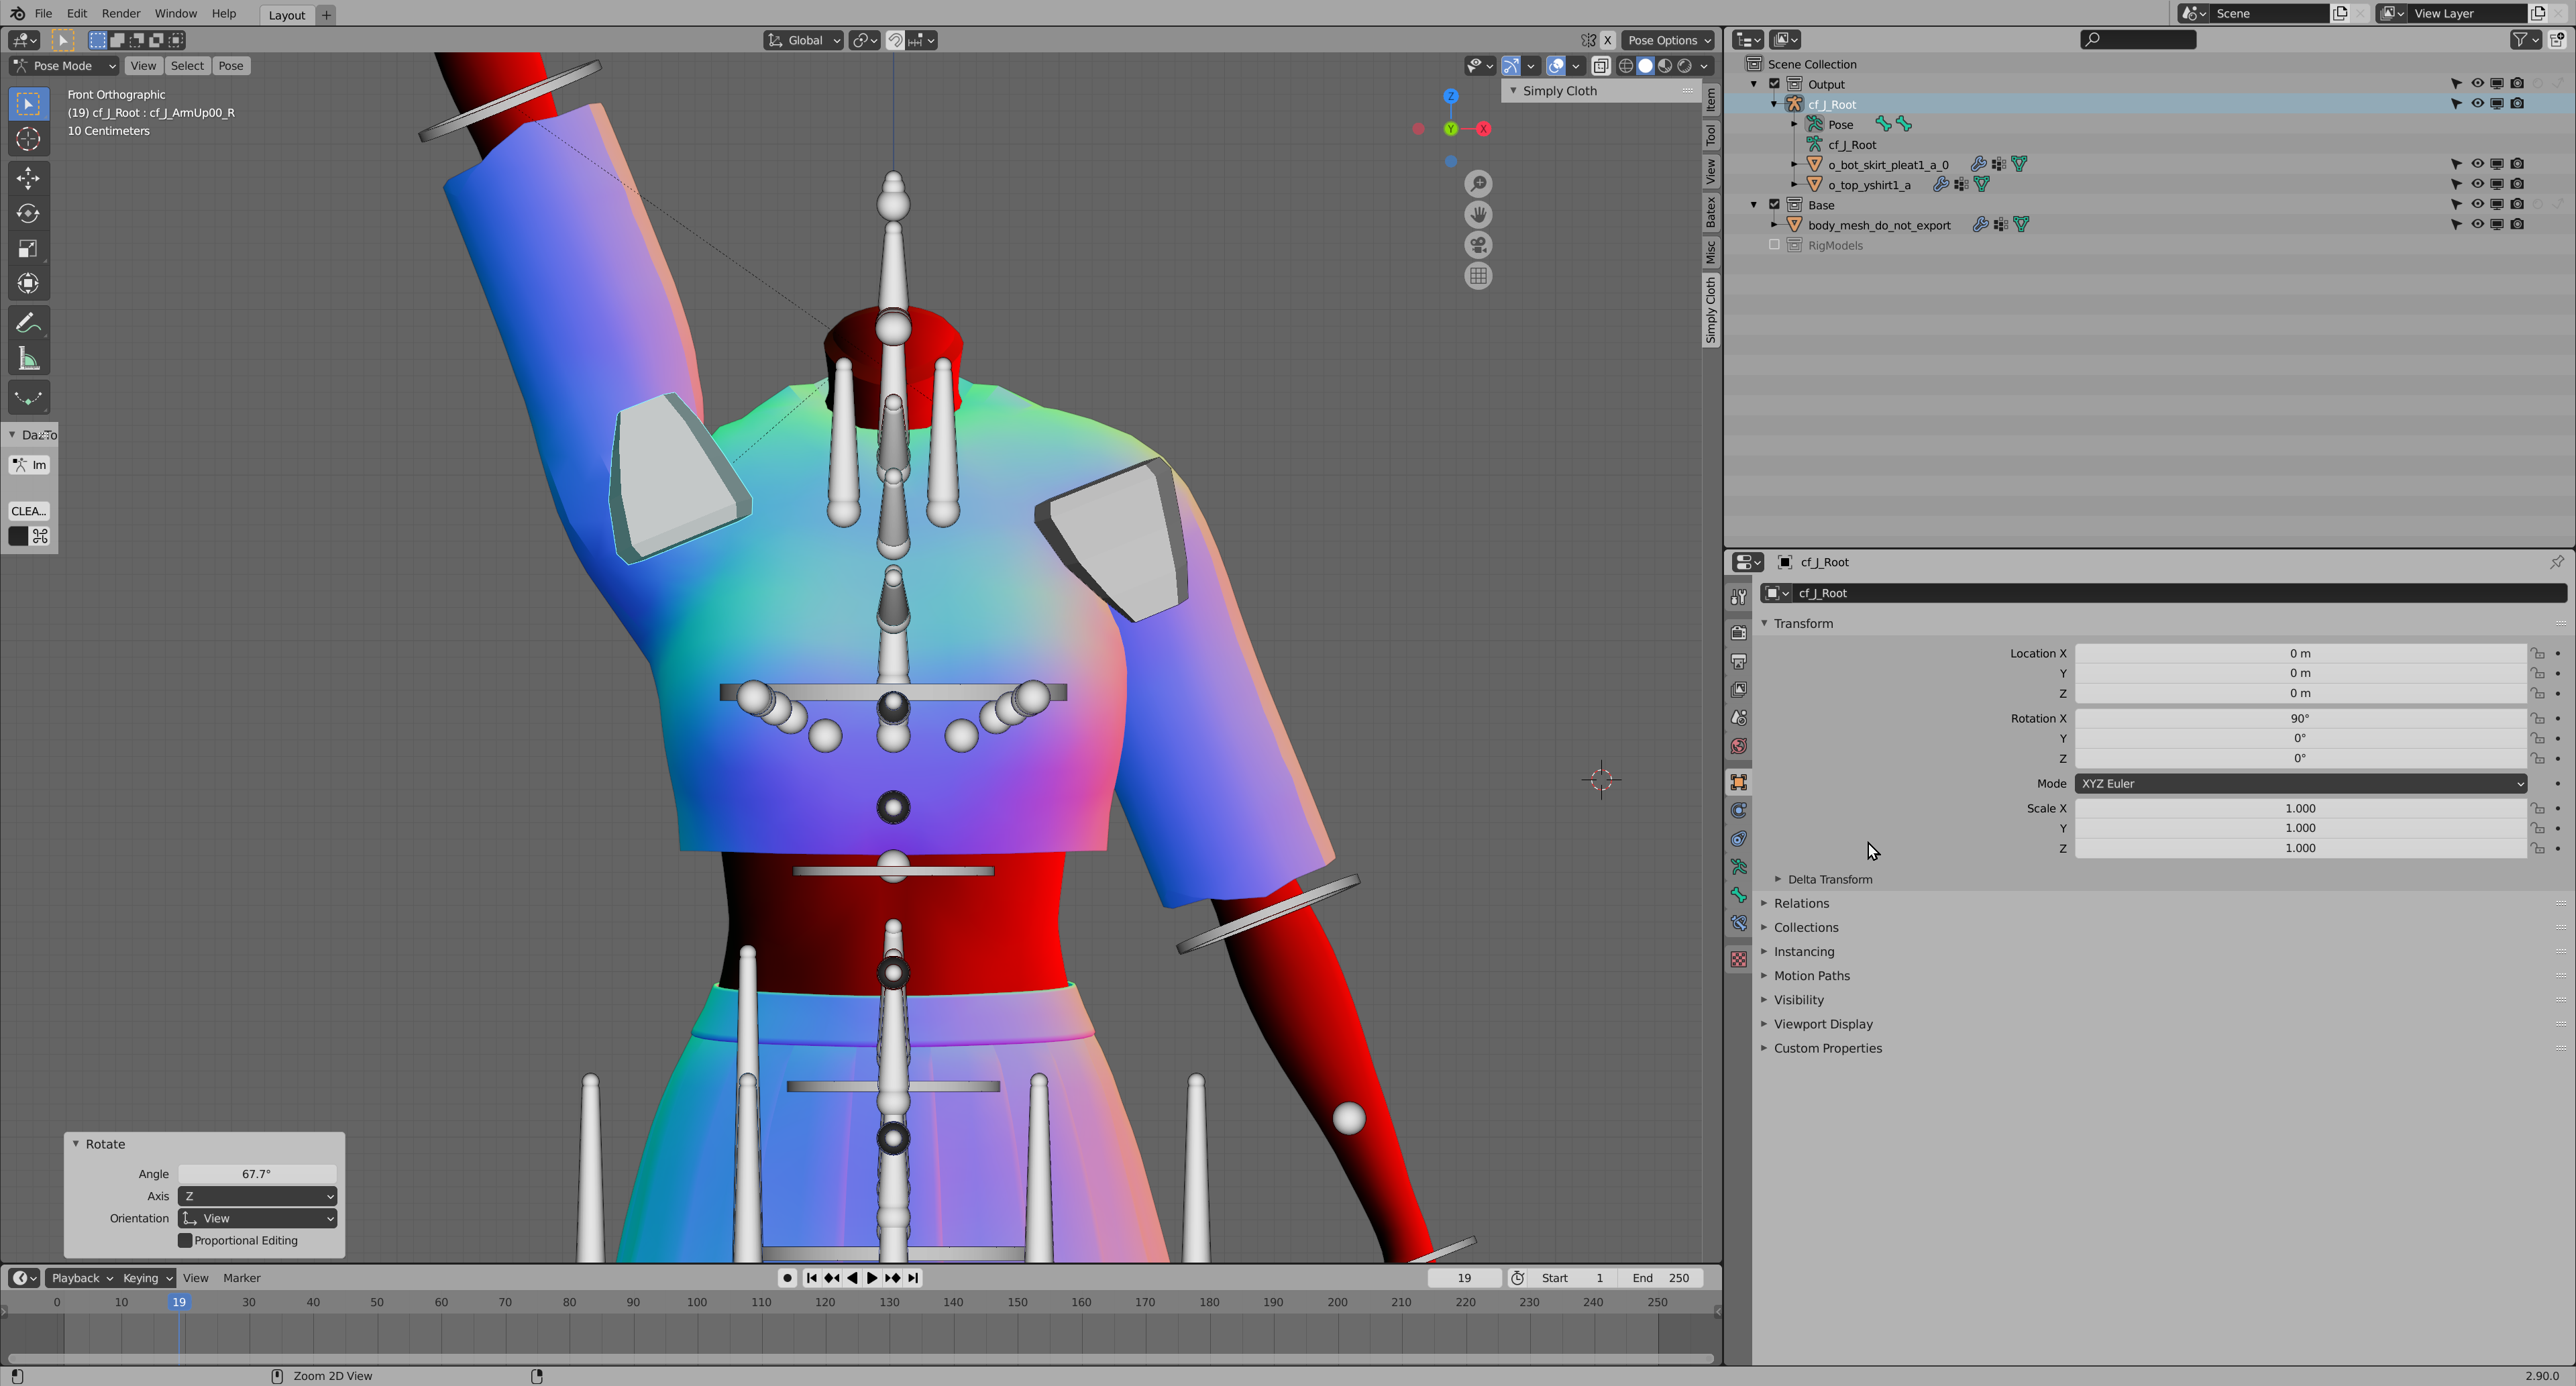 File Edit Render Window Help Layout + Scene View Layer
Global X Pose Options
Pose Mode View Select Pose
Front Orthographic
(19) cf_J_Root : cf_J_ArmUp00_R
10 Centimeters
Simply Cloth
Z
Y X
Item
Tool
View
Batex
Misc
Simply Cloth
Im
CLEA...
Scene Collection
Output
cf_J_Root
Pose
cf_J_Root
o_bot_skirt_pleat1_a_0
o_top_yshirt1_a
Base
body_mesh_do_not_export
RigModels
cf_J_Root
cf_J_Root
Transform
Location X 0 m
Y 0 m
Z 0 m
Rotation X 90°
Y 0°
Z 0°
Mode XYZ Euler
Scale X 1.000
Y 1.000
Z 1.000
Delta Transform
Relations
Collections
Instancing
Motion Paths
Visibility
Viewport Display
Custom Properties
Rotate
Angle 67.7°
Axis Z
Orientation View
Proportional Editing
Playback Keying View Marker 19 Start 1 End 250
0 10 19 30 40 50 60 70 80 90 100 110 120 130 140 150 160 170 180 190 200 210 220 230 240 250
Zoom 2D View 2.90.0